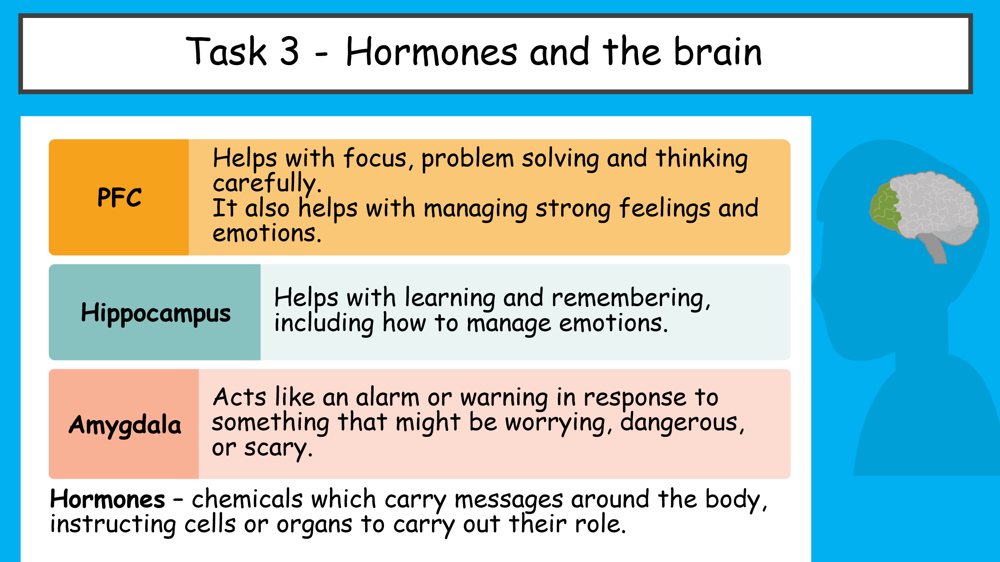 Task 3 - Hormones and the brain
PFC
Helps with focus, problem solving and thinking
carefully.
It also helps with managing strong feelings and
emotions.
Hippocampus
Helps with learning and remembering,
including how to manage emotions.
Amygdala
Acts like an alarm or warning in response to
something that might be worrying, dangerous,
or scary.
Hormones – chemicals which carry messages around the body,
instructing cells or organs to carry out their role.